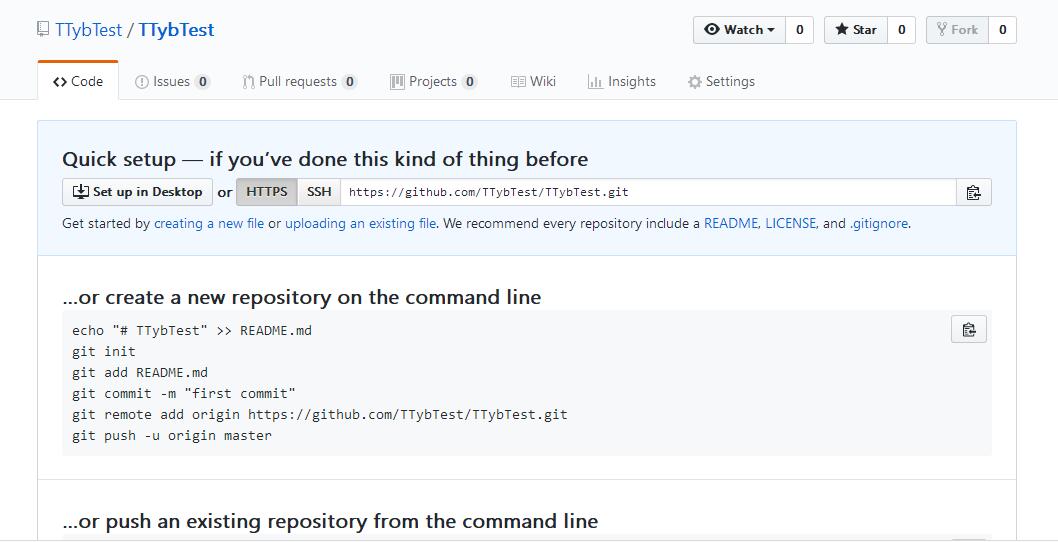 TTybTest / TTybTest Watch 0 Star 0 Fork 0
Code Issues 0 Pull requests 0 Projects 0 Wiki Insights Settings
Quick setup — if you’ve done this kind of thing before
Set up in Desktop or HTTPS SSH https://github.com/TTybTest/TTybTest.git
Get started by creating a new file or uploading an existing file. We recommend every repository include a README, LICENSE, and .gitignore.
…or create a new repository on the command line
echo "# TTybTest" >> README.md
git init
git add README.md
git commit -m "first commit"
git remote add origin https://github.com/TTybTest/TTybTest.git
git push -u origin master
…or push an existing repository from the command line